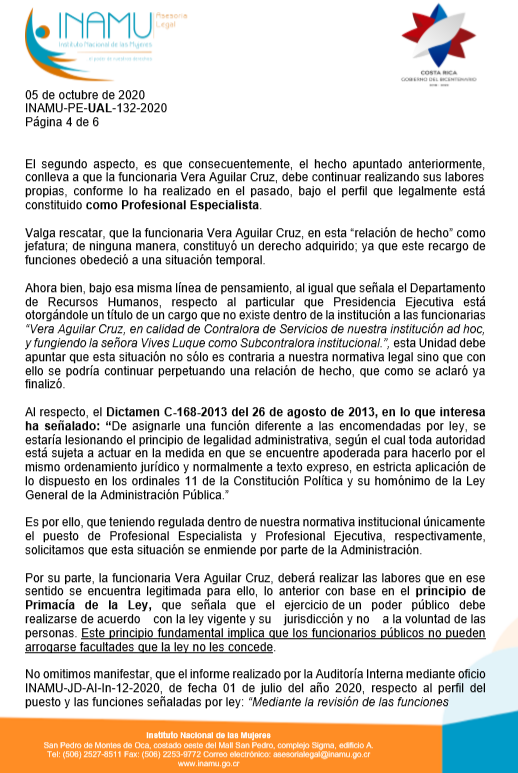 INAMU
Asesoría
Legal
Instituto Nacional de las Mujeres
COSTA RICA
GOBIERNO DEL BICENTENARIO
05 de octubre de 2020
INAMU-PE-UAL-132-2020
Página 4 de 6
El segundo aspecto, es que consecuentemente, el hecho apuntado anteriormente,
conlleva a que la funcionaria Vera Aguilar Cruz, debe continuar realizando sus labores
propias, conforme lo ha realizado en el pasado, bajo el perfil que legalmente está
constituido como Profesional Especialista.
Valga rescatar, que la funcionaria Vera Aguilar Cruz, en esta “relación de hecho” como
jefatura; de ninguna manera, constituyó un derecho adquirido; ya que este recargo de
funciones obedeció a una situación temporal.
Ahora bien, bajo esa misma línea de pensamiento, al igual que señala el Departamento
de Recursos Humanos, respecto al particular que Presidencia Ejecutiva está
otorgándole un título de un cargo que no existe dentro de la institución a las funcionarias
“Vera Aguilar Cruz, en calidad de Contralora de Servicios de nuestra institución ad hoc,
y fungiendo la señora Vives Luque como Subcontralora institucional.”, esta Unidad debe
apuntar que esta situación no sólo es contraria a nuestra normativa legal sino que con
ello se podría continuar perpetuando una relación de hecho, que como se aclaró ya
finalizó.
Al respecto, el Dictamen C-168-2013 del 26 de agosto de 2013, en lo que interesa
ha señalado: “De asignarle una función diferente a las encomendadas por ley, se
estaría lesionando el principio de legalidad administrativa, según el cual toda autoridad
está sujeta a actuar en la medida en que se encuentre apoderada para hacerlo por el
mismo ordenamiento jurídico y normalmente a texto expreso, en estricta aplicación de
lo dispuesto en los ordinales 11 de la Constitución Política y su homónimo de la Ley
General de la Administración Pública.”
Es por ello, que teniendo regulada dentro de nuestra normativa institucional únicamente
el puesto de Profesional Especialista y Profesional Ejecutiva, respectivamente,
solicitamos que esta situación se enmiende por parte de la Administración.
Por su parte, la funcionaria Vera Aguilar Cruz, deberá realizar las labores que en ese
sentido se encuentra legitimada para ello, lo anterior con base en el principio de
Primacía de la Ley, que señala que el ejercicio de un poder público debe
realizarse de acuerdo con la ley vigente y su jurisdicción y no a la voluntad de las
personas. Este principio fundamental implica que los funcionarios públicos no pueden
arrogarse facultades que la ley no les concede.
No omitimos manifestar, que el informe realizado por la Auditoría Interna mediante oficio
INAMU-JD-AI-In-12-2020, de fecha 01 de julio del año 2020, respecto al perfil del
puesto y las funciones señaladas por ley: “Mediante la revisión de las funciones
Instituto Nacional de las Mujeres
San Pedro de Montes de Oca, costado oeste del Mall San Pedro, complejo Sigma, edificio A.
Tel: (506) 2527-8511 Fax: (506) 2253-9772 Correo electrónico: asesorialegal@inamu.go.cr
www.inamu.go.cr